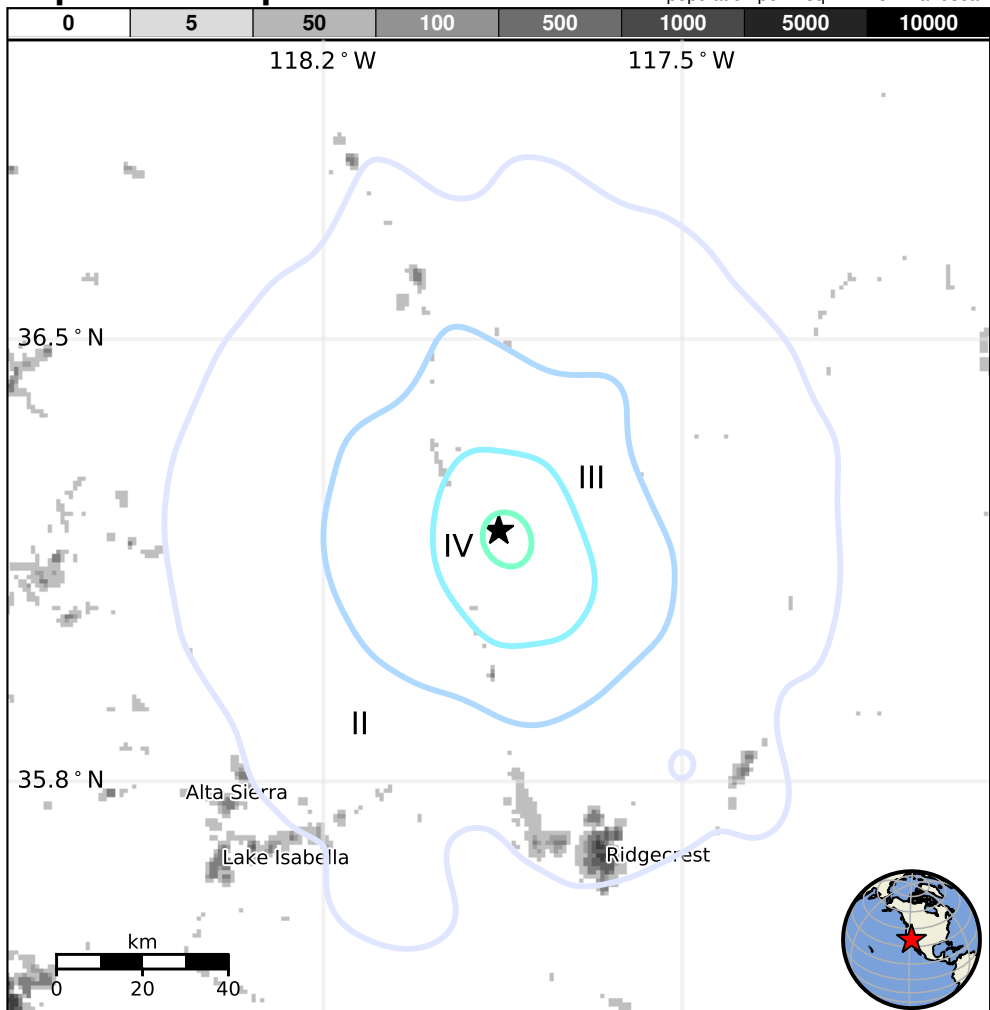 0 5 50 100 500 1000 5000 10000
118.2°W 117.5°W
36.5°N
III
IV
II
35.8°N
Alta Sierra
Lake Isabella
Ridgecrest
km
0 20 40